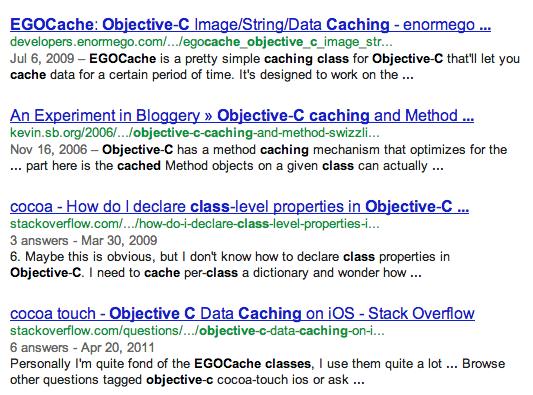 EGOCache: Objective-C Image/String/Data Caching - enormego ...
developers.enormego.com/.../egocache_objective_c_image_str...
Jul 6, 2009 – EGOCache is a pretty simple caching class for Objective-C that'll let you
cache data for a certain period of time. It's designed to work on the ...
An Experiment in Bloggery » Objective-C caching and Method ...
kevin.sb.org/2006/.../objective-c-caching-and-method-swizzli...
Nov 16, 2006 – Objective-C has a method caching mechanism that optimizes for the
... part here is the cached Method objects on a given class can actually ...
cocoa - How do I declare class-level properties in Objective-C ...
stackoverflow.com/.../how-do-i-declare-class-level-properties-i...
3 answers - Mar 30, 2009
6. Maybe this is obvious, but I don't know how to declare class properties in
Objective-C. I need to cache per-class a dictionary and wonder how ...
cocoa touch - Objective C Data Caching on iOS - Stack Overflow
stackoverflow.com/questions/.../objective-c-data-caching-on-i...
6 answers - Apr 20, 2011
Personally I'm quite fond of the EGOCache classes, I use them quite a lot ... Browse
other questions tagged objective-c cocoa-touch ios or ask ...